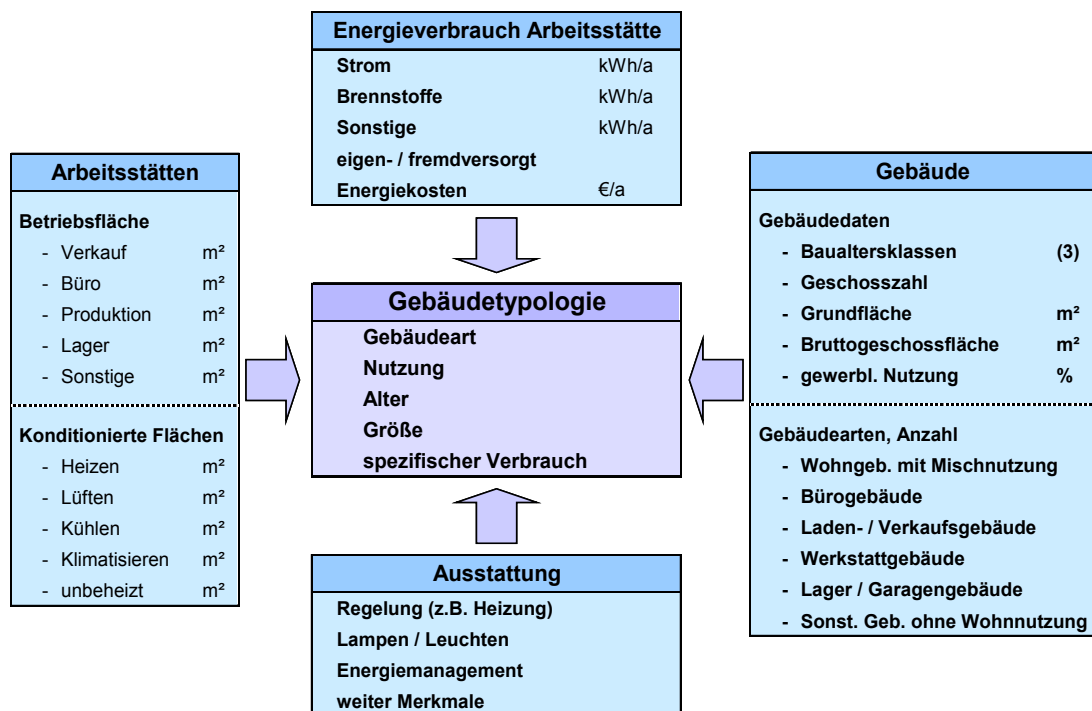 Energieverbrauch Arbeitsstätte
Strom kWh/a
Brennstoffe kWh/a
Sonstige kWh/a
eigen- / fremdversorgt
Energiekosten €/a
Arbeitsstätten
Betriebsfläche
- Verkauf m²
- Büro m²
- Produktion m²
- Lager m²
- Sonstige m²
Konditionierte Flächen
- Heizen m²
- Lüften m²
- Kühlen m²
- Klimatisieren m²
- unbeheizt m²
Gebäudetypologie
Gebäudeart
Nutzung
Alter
Größe
spezifischer Verbrauch
Gebäude
Gebäudedaten
- Baualtersklassen (3)
- Geschosszahl
- Grundfläche m²
- Bruttogeschossfläche m²
- gewerbl. Nutzung %
Gebäudearten, Anzahl
- Wohngeb. mit Mischnutzung
- Bürogebäude
- Laden- / Verkaufsgebäude
- Werkstattgebäude
- Lager / Garagengebäude
- Sonst. Geb. ohne Wohnnutzung
Ausstattung
Regelung (z.B. Heizung)
Lampen / Leuchten
Energiemanagement
weiter Merkmale